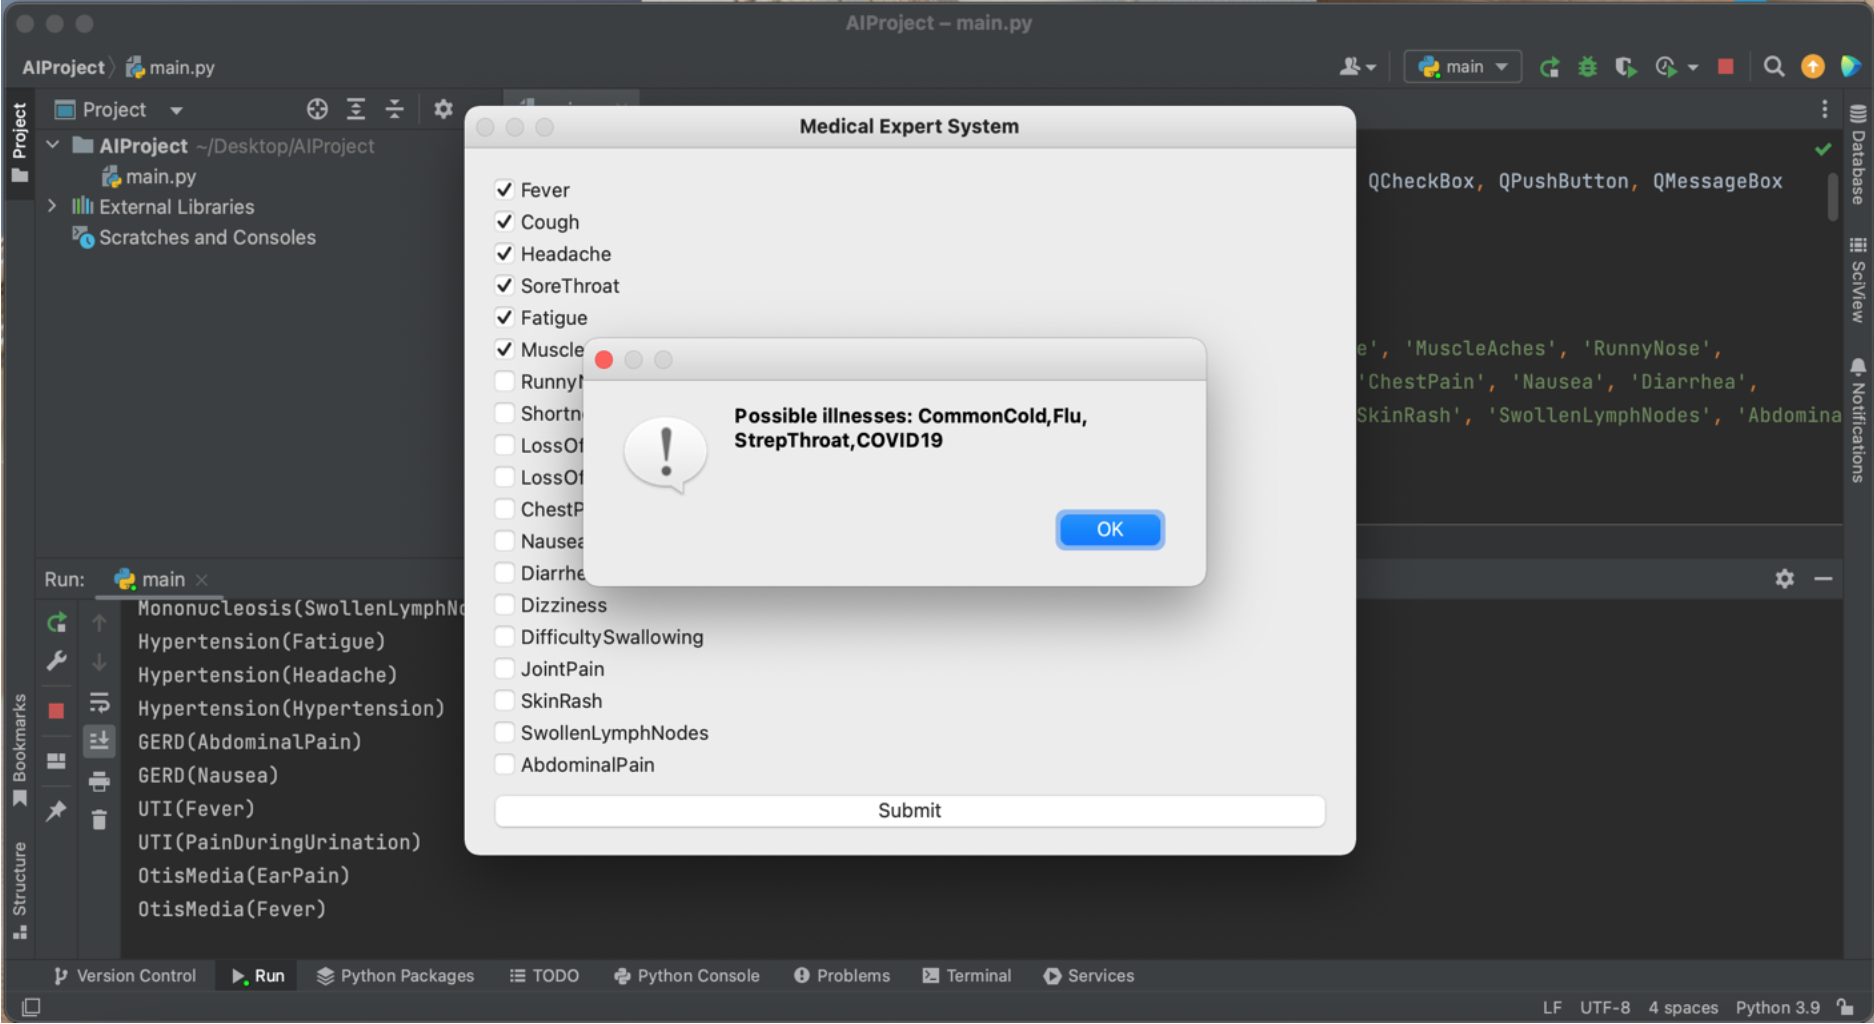 AIProject – main.py
AIProject
main.py
main
Project
Project
AIProject ~/Desktop/AIProject
main.py
External Libraries
Scratches and Consoles
Database
SciView
Notifications
QCheckBox, QPushButton, QMessageBox
e', 'MuscleAches', 'RunnyNose',
'ChestPain', 'Nausea', 'Diarrhea',
SkinRash', 'SwollenLymphNodes', 'Abdomina
Medical Expert System
Fever
Cough
Headache
SoreThroat
Fatigue
Muscle
Runny
Shortn
LossOf
LossOf
ChestP
Nausea
Diarrhe
Dizziness
DifficultySwallowing
JointPain
SkinRash
SwollenLymphNodes
AbdominalPain
Submit
Possible illnesses: CommonCold,Flu,
StrepThroat,COVID19
OK
Run:
main
Mononucleosis(SwollenLymphNo
Hypertension(Fatigue)
Hypertension(Headache)
Hypertension(Hypertension)
GERD(AbdominalPain)
GERD(Nausea)
UTI(Fever)
UTI(PainDuringUrination)
OtisMedia(EarPain)
OtisMedia(Fever)
Bookmarks
Structure
Version Control
Run
Python Packages
TODO
Python Console
Problems
Terminal
Services
LF UTF-8 4 spaces Python 3.9